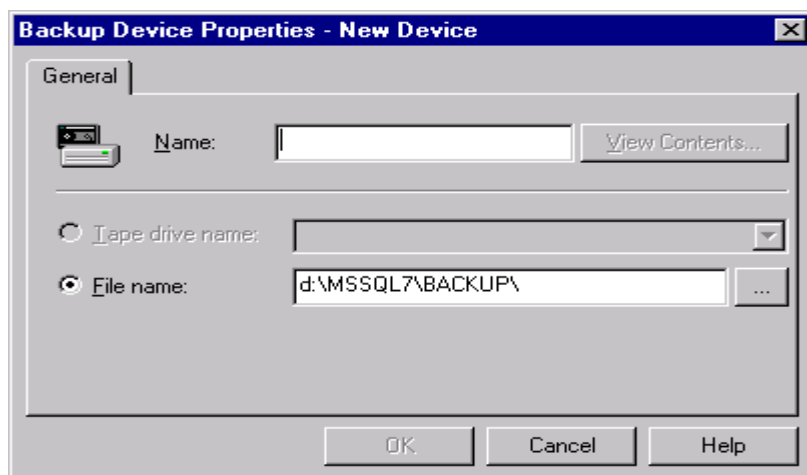 Backup Device Properties - New Device
General
Name:
View Contents...
Tape drive name:
File name:
d:\MSSQL7\BACKUP\
...
OK
Cancel
Help